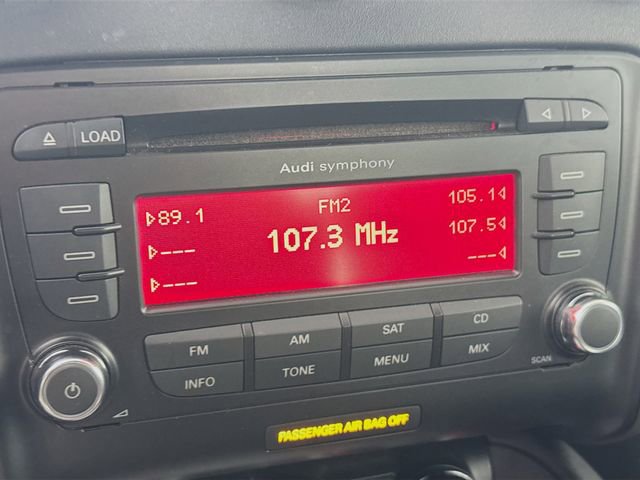 LOAD
Audi symphony
FM2
89.1
107.3 MHz
105.1
107.5
---
---
---
FM
AM
SAT
CD
INFO
TONE
MENU
MIX
SCAN
PASSENGER AIR BAG OFF